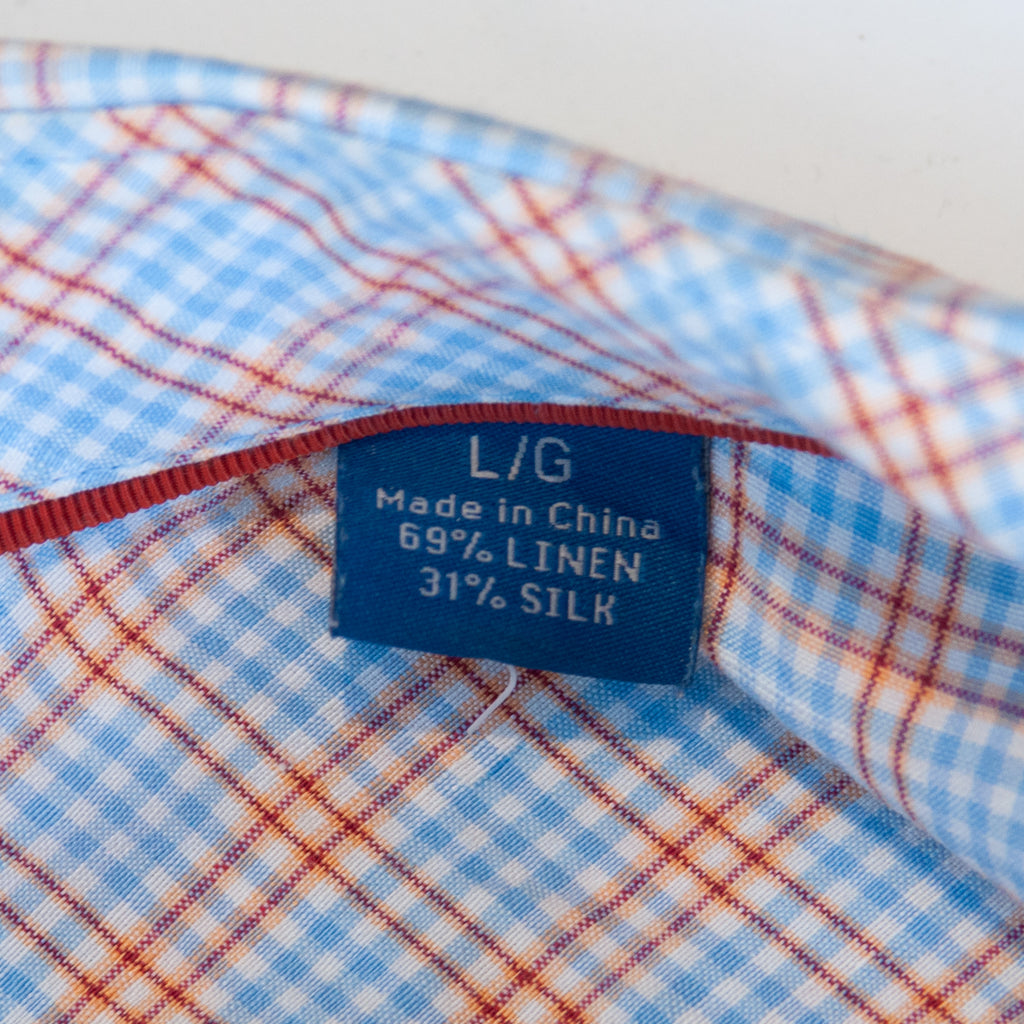 L/G
Made in China
69% LINEN
31% SILK